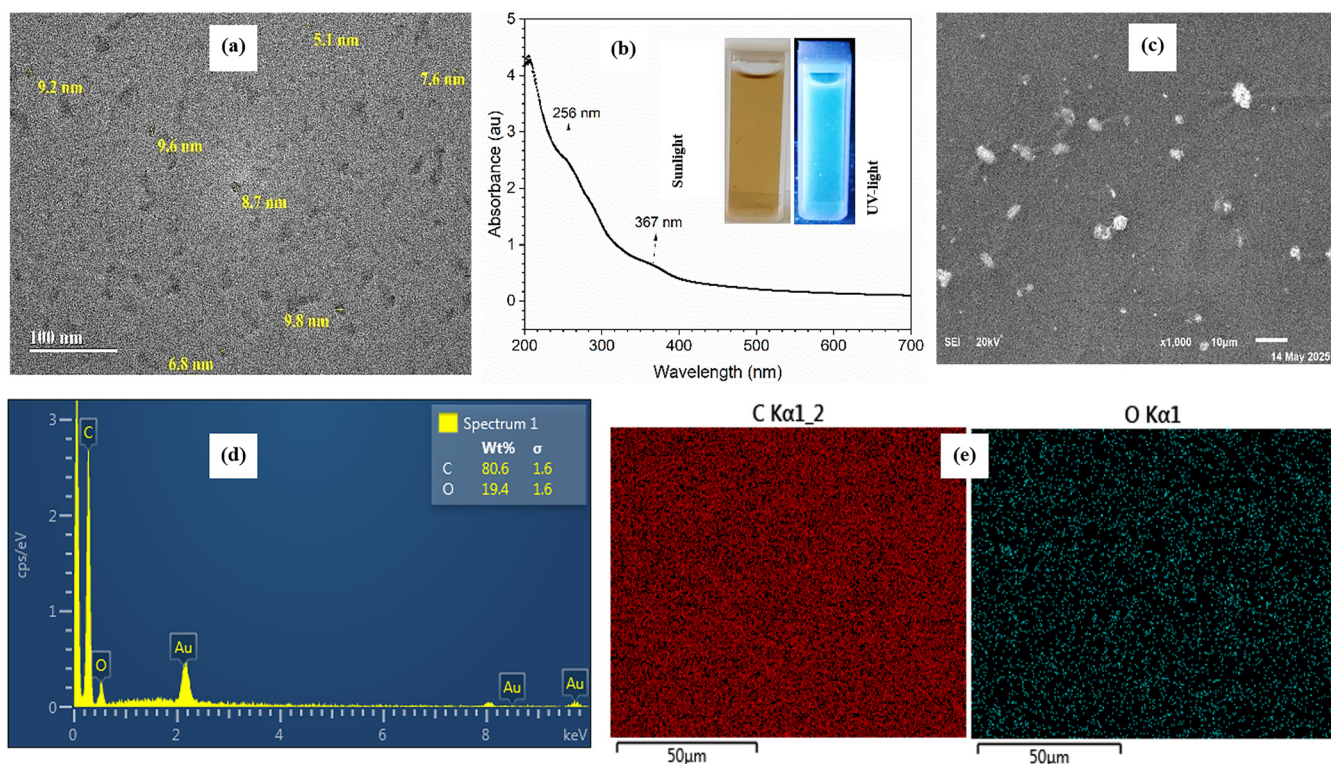 (a)
5.1 nm
9.2 nm
7.6 nm
9.6 nm
8.7 nm
9.8 nm
6.8 nm
100 nm
(b)
5
4
3
2
1
0
256 nm
367 nm
Sunlight
UV-light
Absorbance (au)
200 300 400 500 600 700
Wavelength (nm)
(c)
SEI 20kV x1,000 10µm
14 May 2025
(d)
Spectrum 1
Wt% σ
C 80.6 1.6
O 19.4 1.6
3
2
1
0
cps/eV
C
O
Au
Au
Au
0 2 4 6 8 keV
(e)
C Kα1_2
O Kα1
50µm
50µm